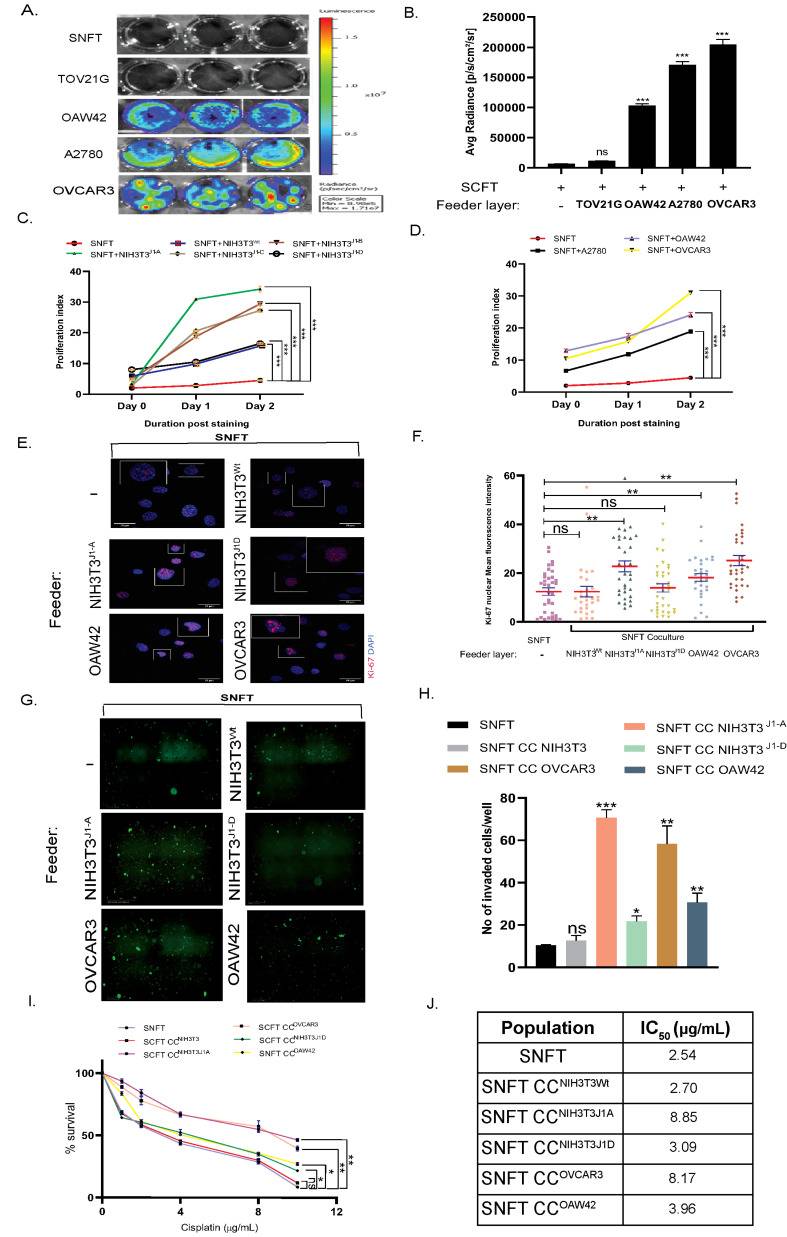 A.
Luminescence
SNFT
TOV21G
OAW42
A2780
OVCAR3
1.5
1.0
x10⁷
0.5
Radiance
(p/sec/cm²/sr)
Color Scale
Min = 8.98e5
Max = 1.71e7
B.
Avg Radiance [p/s/cm²/sr]
250000
200000
150000
100000
50000
0
ns
***
***
***
SCFT + + + + +
Feeder layer: - TOV21G OAW42 A2780 OVCAR3
C.
SNFT SNFT+NIH3T3ᵂᵗ SNFT+NIH3T3ᴶ¹⁻ᴮ
SNFT+NIH3T3ᴶ¹ᴬ SNFT+NIH3T3ᴶ¹⁻ᶜ SNFT+NIH3T3ᴶ¹⁻ᴰ
Proliferation index
40
30
20
10
0
Day 0 Day 1 Day 2
Duration post staining
*** *** *** *** ***
D.
SNFT SNFT+OAW42
SNFT+A2780 SNFT+OVCAR3
Proliferation index
40
30
20
10
0
Day 0 Day 1 Day 2
Duration post staining
*** *** ***
E.
SNFT
Feeder:
-
NIH3T3ᵂᵗ
NIH3T3ᴶ¹⁻ᴬ
NIH3T3ᴶ¹ᴰ
OAW42
OVCAR3
Ki-67 DAPI
F.
Ki-67 nuclear Mean fluorescence intensity
60
40
20
0
**
**
ns
**
ns
SNFT
SNFT Coculture
Feeder layer: - NIH3T3ᵂᵗ NIH3T3ᴶ¹ᴬ NIH3T3ᴶ¹ᴰ OAW42 OVCAR3
G.
SNFT
Feeder:
-
NIH3T3ᵂᵗ
NIH3T3ᴶ¹⁻ᴬ
NIH3T3ᴶ¹⁻ᴰ
OVCAR3
OAW42
H.
SNFT SNFT CC NIH3T3 ᴶ¹⁻ᴬ
SNFT CC NIH3T3 SNFT CC NIH3T3 ᴶ¹⁻ᴰ
SNFT CC OVCAR3 SNFT CC OAW42
No of invaded cells/well
80
60
40
20
0
ns
***
*
**
**
I.
SNFT SCFT CCᴼⱽᶜᴬᴿ³
SCFT CCᴺᴵᴴ³ᵀ³ SCFT CCᴺᴵᴴ³ᵀ³ᴶ¹ᴰ
SCFT CCᴺᴵᴴ³ᵀ³ᴶ¹ᴬ SNFT CCᴼᴬᵂ⁴²
% survival
100
50
0
0 4 8 12
Cisplatin (µg/mL)
ns * * ** **
J.
Population IC₅₀ (µg/mL)
SNFT 2.54
SNFT CCᴺᴵᴴ³ᵀ³ᵂᵗ 2.70
SNFT CCᴺᴵᴴ³ᵀ³ᴶ¹ᴬ 8.85
SNFT CCᴺᴵᴴ³ᵀ³ᴶ¹ᴰ 3.09
SNFT CCᴼⱽᶜᴬᴿ³ 8.17
SNFT CCᴼᴬᵂ⁴² 3.96